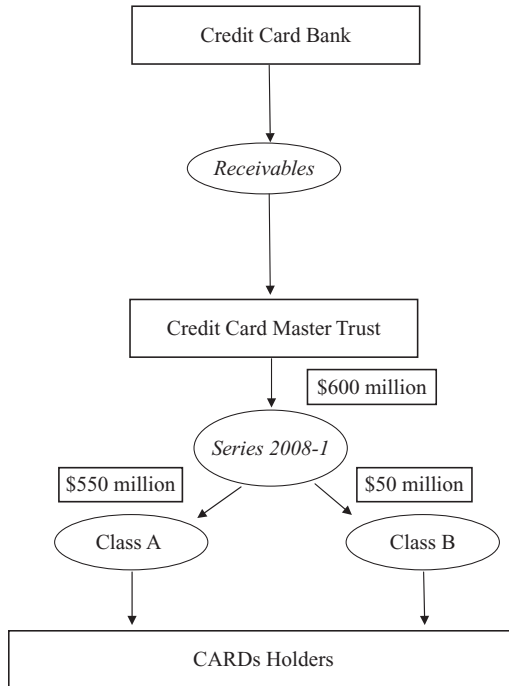 Credit Card Bank
Receivables
Credit Card Master Trust
$600 million
Series 2008-1
$550 million
$50 million
Class A
Class B
CARDs Holders